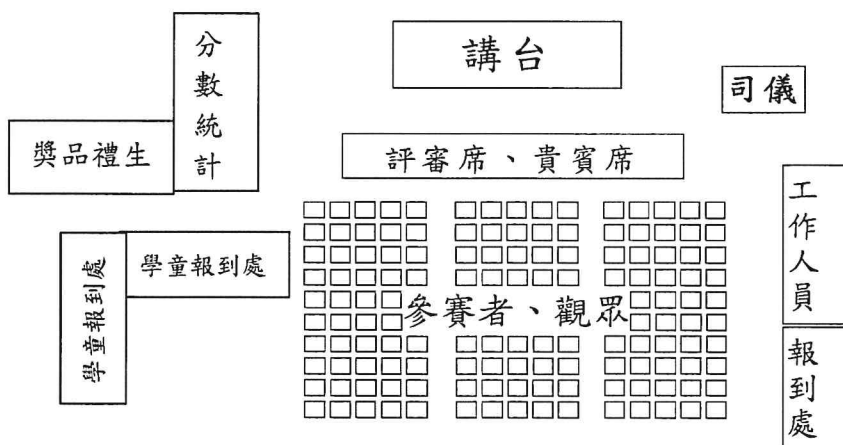 分數統計
講台
司儀
獎品禮生
評審席、貴賓席
工作人員
學童報到處
學童報到處
參賽者、觀眾
報到處